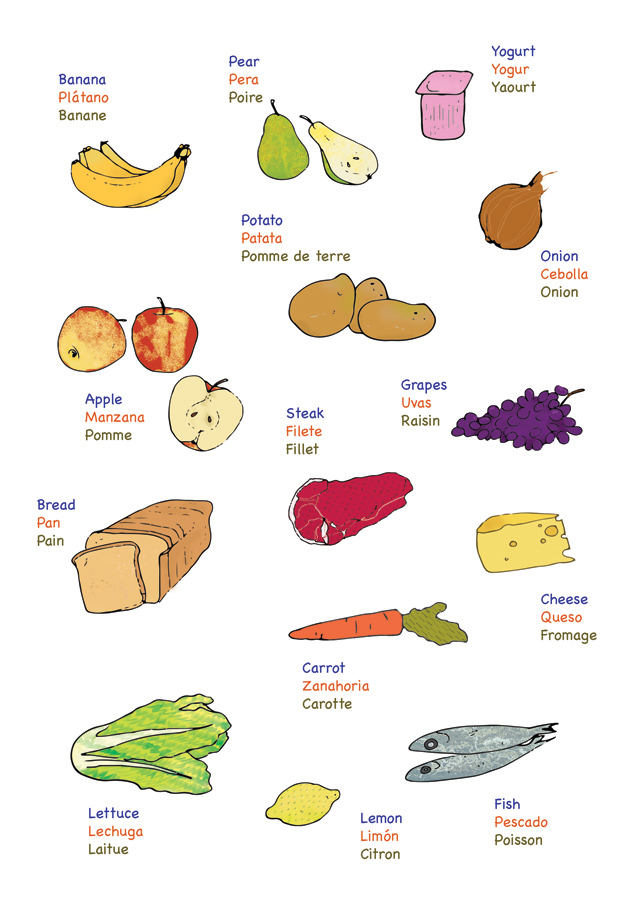 Banana
Plátano
Banane
Pear
Pera
Poire
Yogurt
Yogur
Yaourt
Potato
Patata
Pomme de terre
Onion
Cebolla
Onion
Apple
Manzana
Pomme
Steak
Filete
Fillet
Grapes
Uvas
Raisin
Bread
Pan
Pain
Cheese
Queso
Fromage
Carrot
Zanahoria
Carotte
Lettuce
Lechuga
Laitue
Lemon
Limón
Citron
Fish
Pescado
Poisson